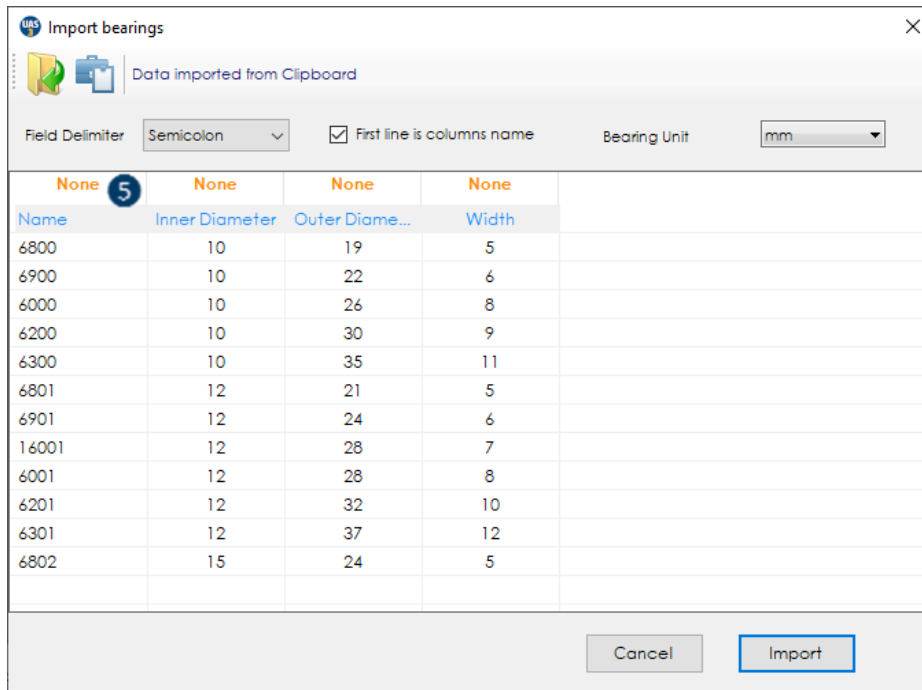 UAS Import bearings
Data imported from Clipboard
Field Delimiter Semicolon First line is columns name Bearing Unit mm
None 5 None None None
Name Inner Diameter Outer Diame... Width
6800 10 19 5
6900 10 22 6
6000 10 26 8
6200 10 30 9
6300 10 35 11
6801 12 21 5
6901 12 24 6
16001 12 28 7
6001 12 28 8
6201 12 32 10
6301 12 37 12
6802 15 24 5
Cancel Import